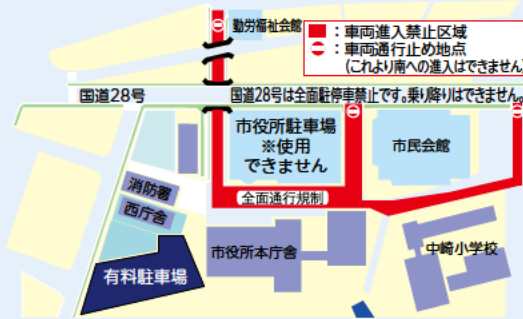 勤労福祉会館
：車両進入禁止区域
：車両通行止め地点
(これより南への進入はできません)
国道28号
国道28号は全面駐停車禁止です。乗り降りはできません。
市役所駐車場
※使用
できません
市民会館
消防署
西庁舎
全面通行規制
市役所本庁舎
中崎小学校
有料駐車場